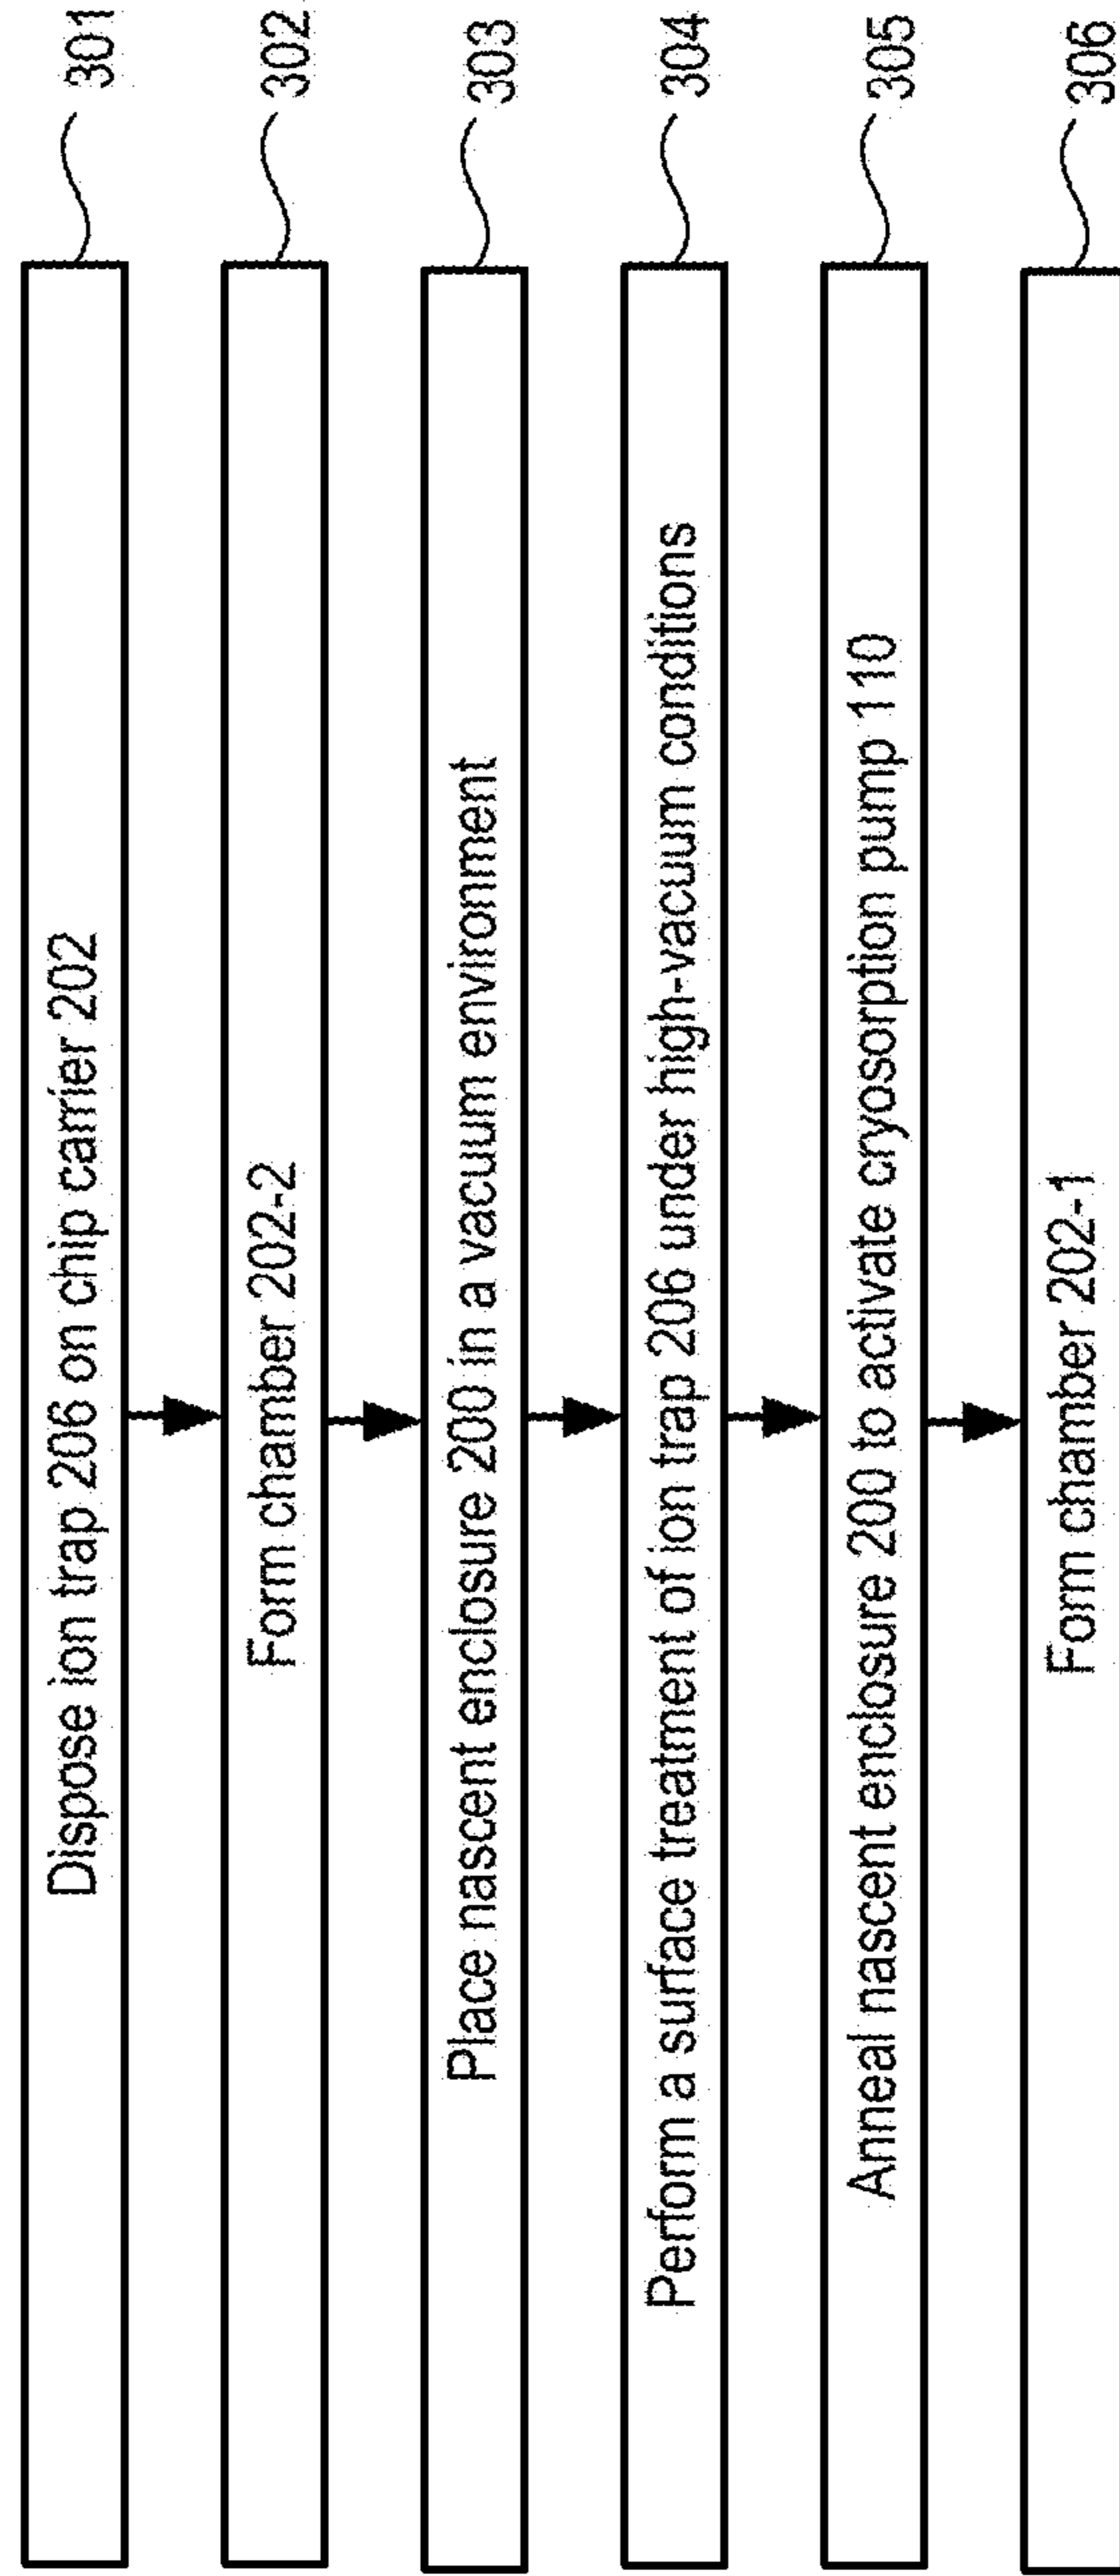 Dispose ion trap 206 on chip carrier 202
301
Form chamber 202-2
302
Place nascent enclosure 200 in a vacuum environment
303
Perform a surface treatment of ion trap 206 under high-vacuum conditions
304
Anneal nascent enclosure 200 to activate cryosorption pump 110
305
Form chamber 202-1
306